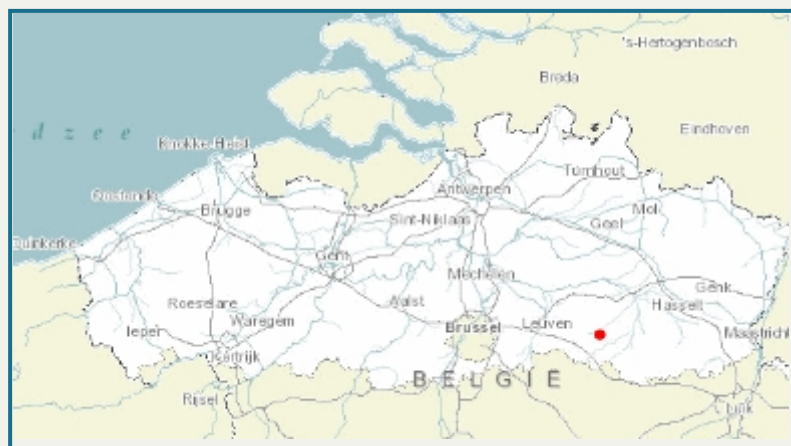 's-Hertogenbosch
Breda
dzee
Eindhoven
Knokke-Heist
Turnhout
Antwerpen
Oostende
Mol
Brugge
Sint-Niklaas
Geel
Duinkerke
Gent
Mechelen
Genk
Roeselare
Aalst
Hasselt
Waregem
Ieper
Brussel
Leuven
Maastricht
Kortrijk
BELGIË
Rijsel
Luik